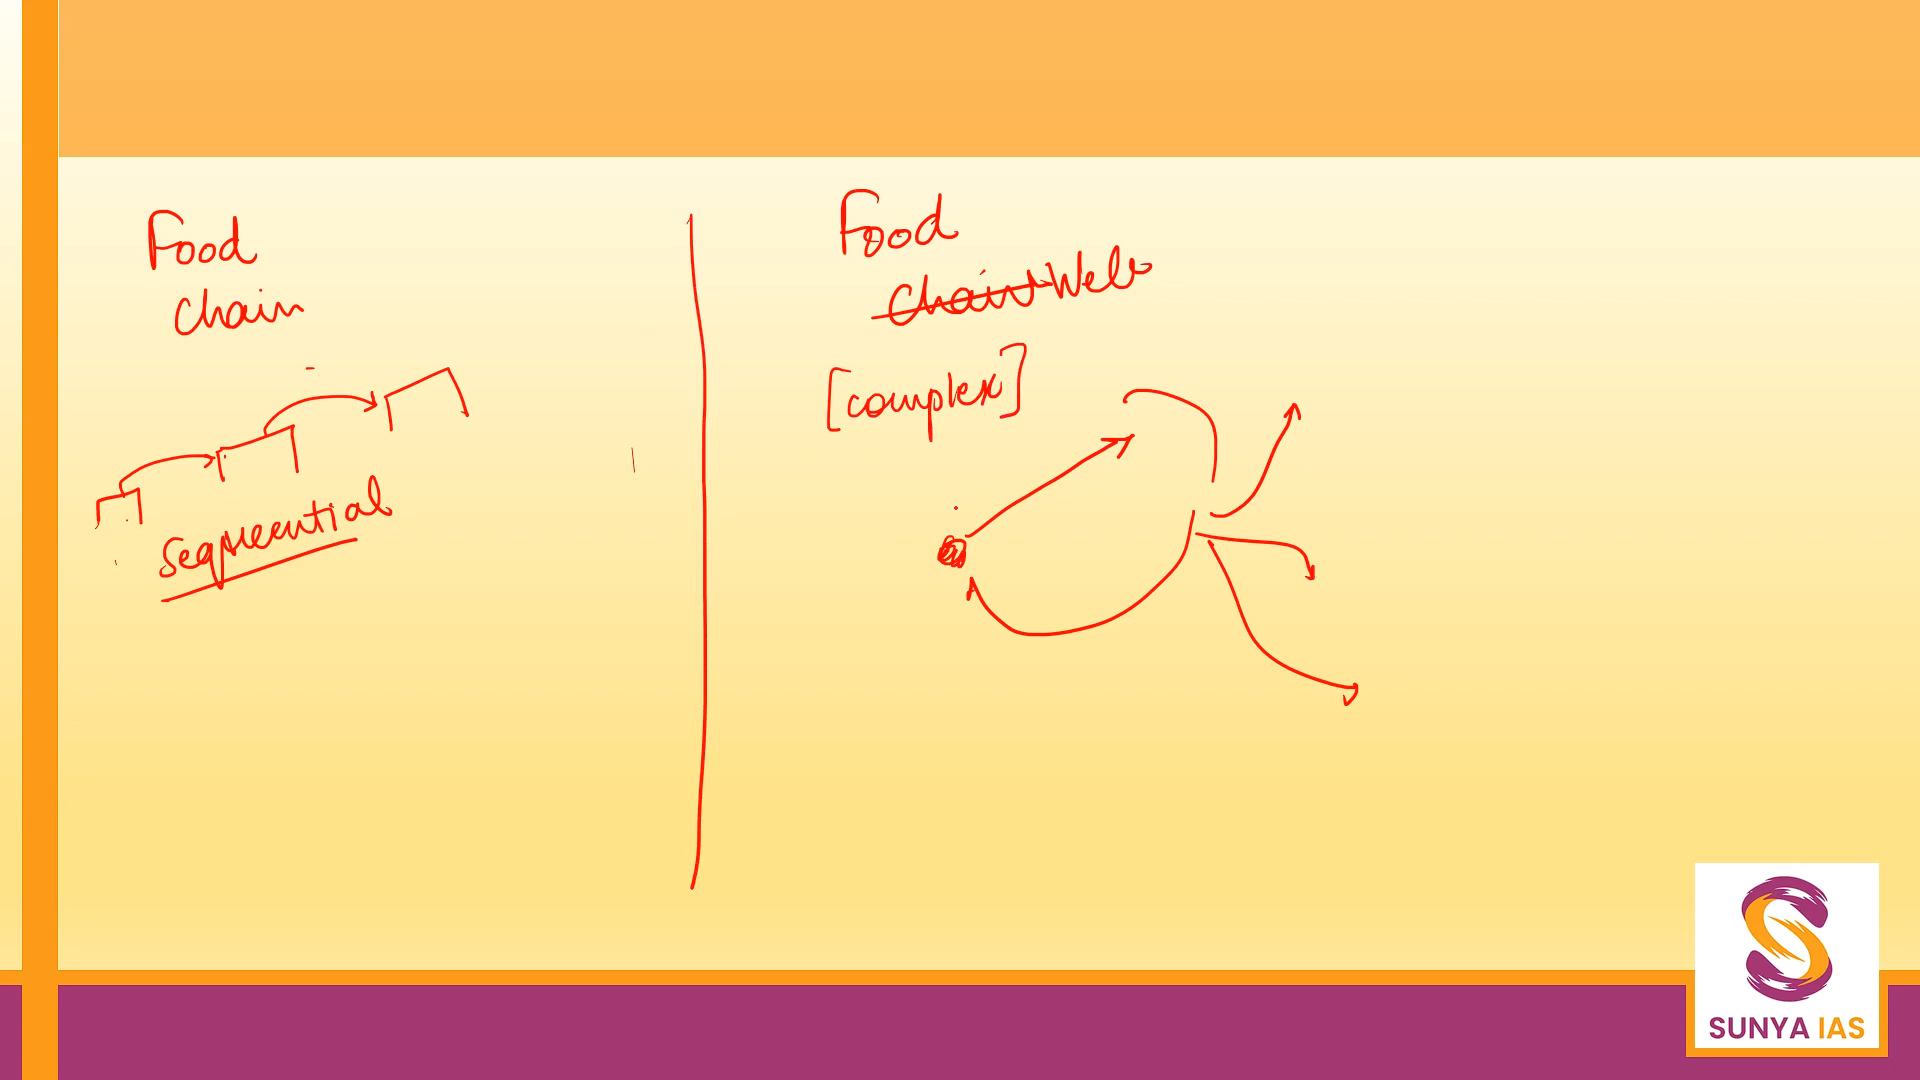 Food
Chain
Sequential
Food
Chain Web
[complex]
SUNYA IAS